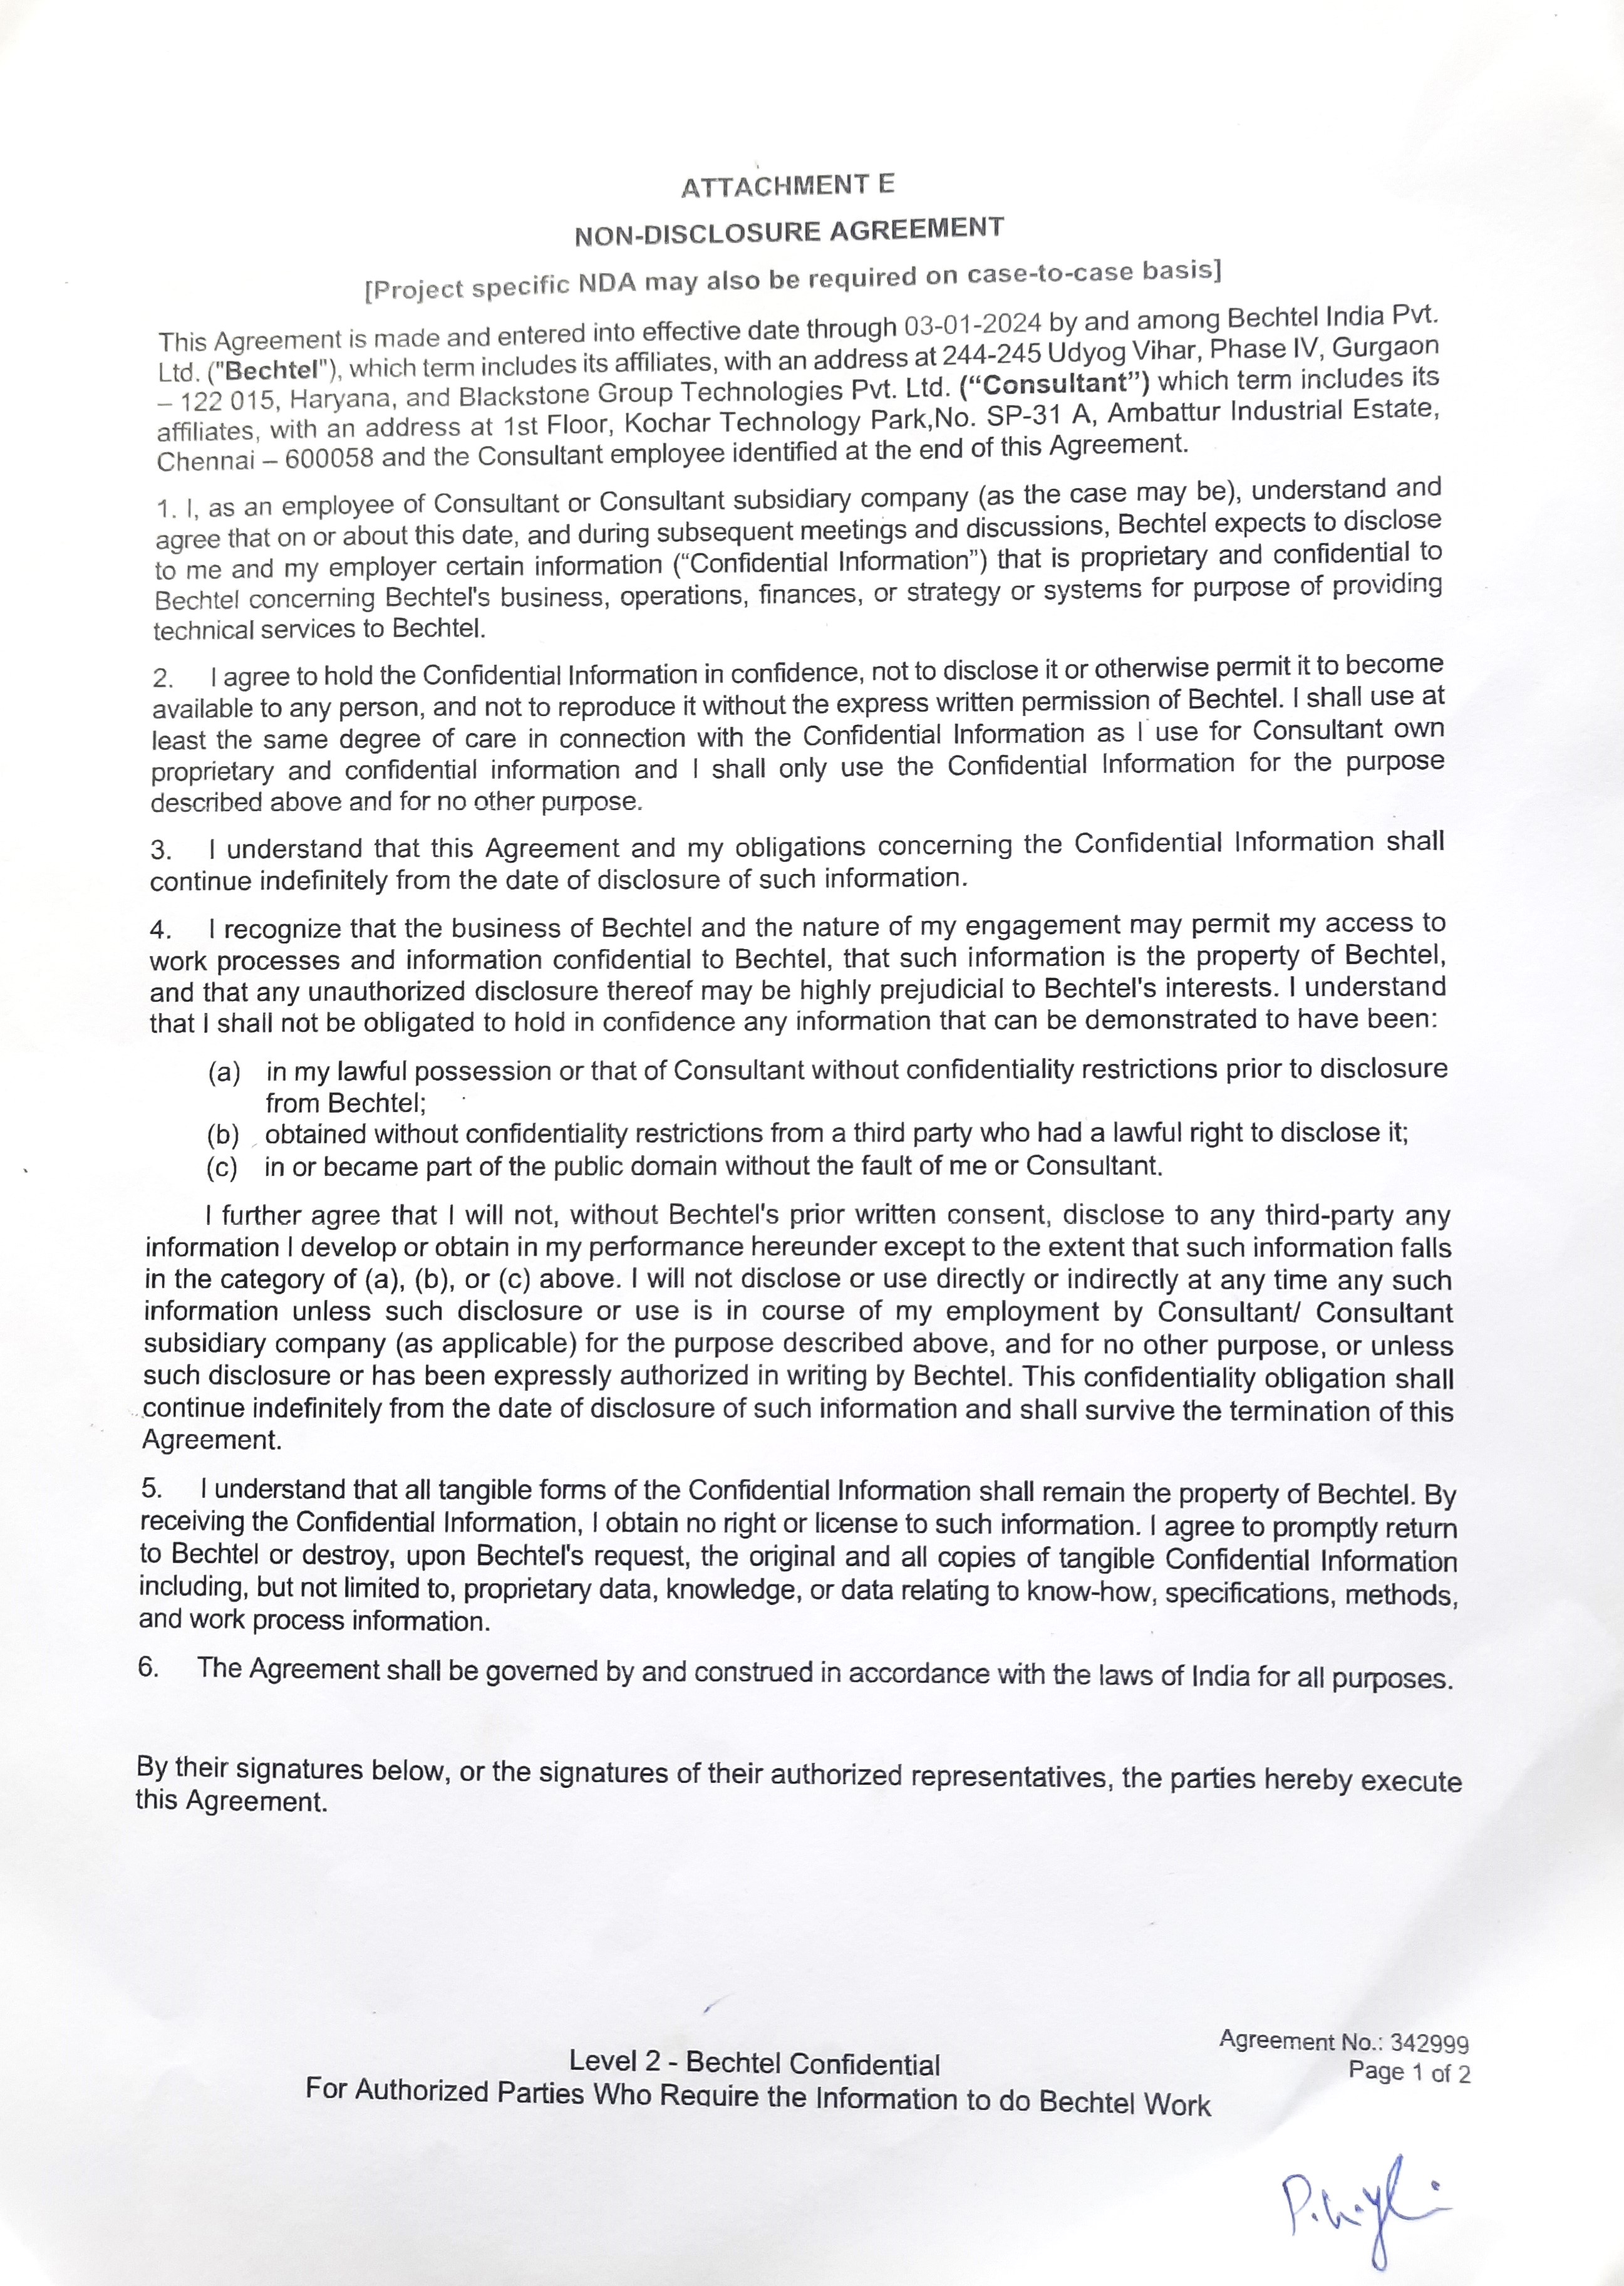 ATTACHMENT E
NON-DISCLOSURE AGREEMENT
[Project specific NDA may also be required on case-to-case basis]
This Agreement is made and entered into effective date through 03-01-2024 by and among Bechtel India Pvt.
Ltd. ("Bechtel"), which term includes its affiliates, with an address at 244-245 Udyog Vihar, Phase IV, Gurgaon
– 122 015, Haryana, and Blackstone Group Technologies Pvt. Ltd. (“Consultant”) which term includes its
affiliates, with an address at 1st Floor, Kochar Technology Park,No. SP-31 A, Ambattur Industrial Estate,
Chennai – 600058 and the Consultant employee identified at the end of this Agreement.
1. I, as an employee of Consultant or Consultant subsidiary company (as the case may be), understand and
agree that on or about this date, and during subsequent meetings and discussions, Bechtel expects to disclose
to me and my employer certain information (“Confidential Information”) that is proprietary and confidential to
Bechtel concerning Bechtel's business, operations, finances, or strategy or systems for purpose of providing
technical services to Bechtel.
2. I agree to hold the Confidential Information in confidence, not to disclose it or otherwise permit it to become
available to any person, and not to reproduce it without the express written permission of Bechtel. I shall use at
least the same degree of care in connection with the Confidential Information as I use for Consultant own
proprietary and confidential information and I shall only use the Confidential Information for the purpose
described above and for no other purpose.
3. I understand that this Agreement and my obligations concerning the Confidential Information shall
continue indefinitely from the date of disclosure of such information.
4. I recognize that the business of Bechtel and the nature of my engagement may permit my access to
work processes and information confidential to Bechtel, that such information is the property of Bechtel,
and that any unauthorized disclosure thereof may be highly prejudicial to Bechtel's interests. I understand
that I shall not be obligated to hold in confidence any information that can be demonstrated to have been:
(a) in my lawful possession or that of Consultant without confidentiality restrictions prior to disclosure
from Bechtel;
(b) obtained without confidentiality restrictions from a third party who had a lawful right to disclose it;
(c) in or became part of the public domain without the fault of me or Consultant.
I further agree that I will not, without Bechtel's prior written consent, disclose to any third-party any
information I develop or obtain in my performance hereunder except to the extent that such information falls
in the category of (a), (b), or (c) above. I will not disclose or use directly or indirectly at any time any such
information unless such disclosure or use is in course of my employment by Consultant/ Consultant
subsidiary company (as applicable) for the purpose described above, and for no other purpose, or unless
such disclosure or has been expressly authorized in writing by Bechtel. This confidentiality obligation shall
continue indefinitely from the date of disclosure of such information and shall survive the termination of this
Agreement.
5. I understand that all tangible forms of the Confidential Information shall remain the property of Bechtel. By
receiving the Confidential Information, I obtain no right or license to such information. I agree to promptly return
to Bechtel or destroy, upon Bechtel's request, the original and all copies of tangible Confidential Information
including, but not limited to, proprietary data, knowledge, or data relating to know-how, specifications, methods,
and work process information.
6. The Agreement shall be governed by and construed in accordance with the laws of India for all purposes.
By their signatures below, or the signatures of their authorized representatives, the parties hereby execute
this Agreement.
Agreement No.: 342999
Page 1 of 2
Level 2 - Bechtel Confidential
For Authorized Parties Who Require the Information to do Bechtel Work